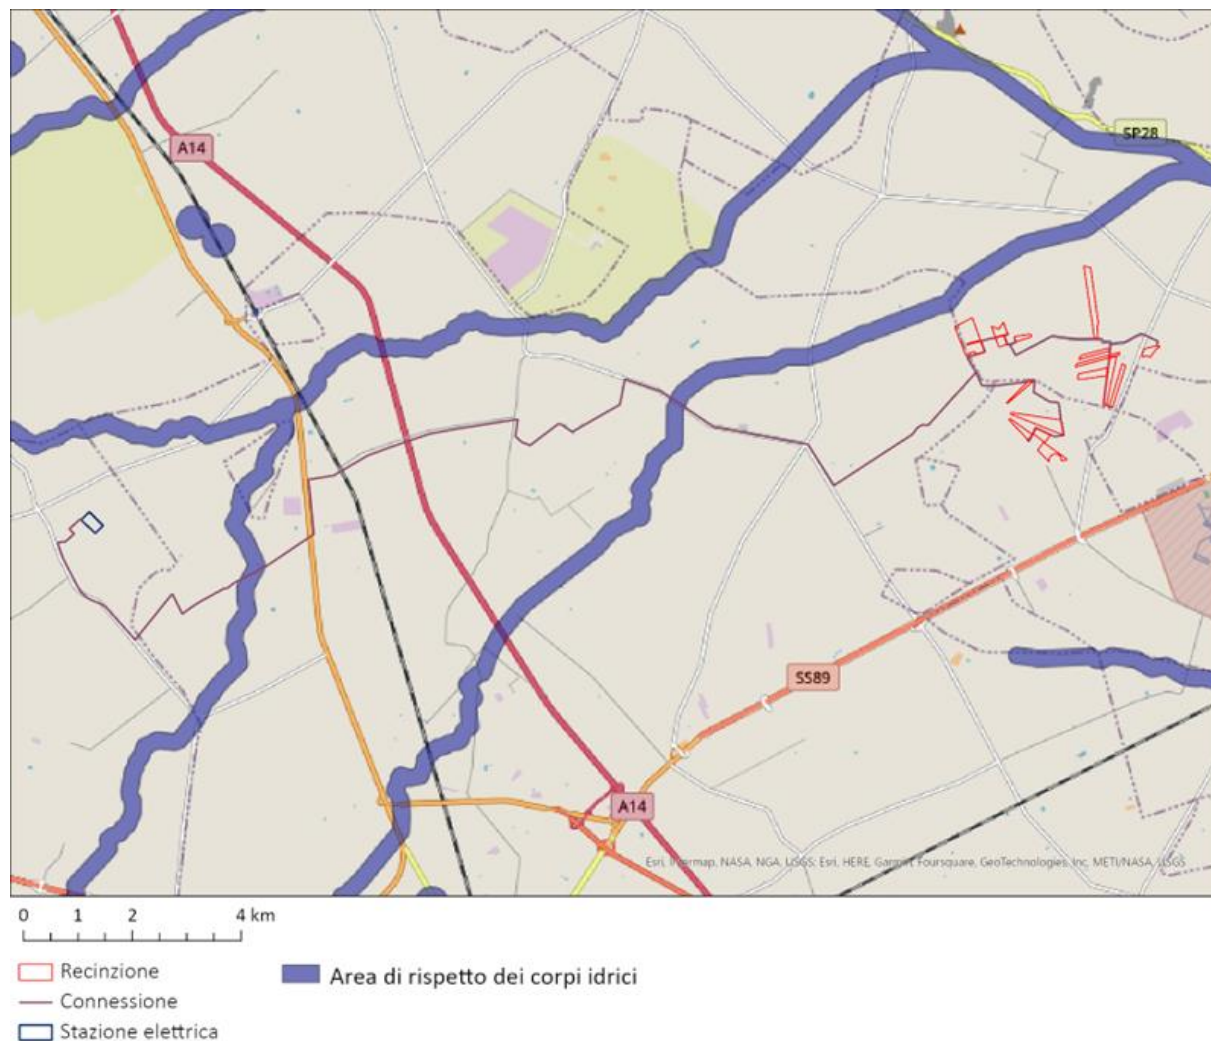 SP28
A14
SS89
A14
Esri, Intermap, NASA, NGA, USGS; Esri, HERE, Garmin, Foursquare, GeoTechnologies, Inc, METI/NASA, USGS
0 1 2 4 km
Recinzione
Area di rispetto dei corpi idrici
Connessione
Stazione elettrica